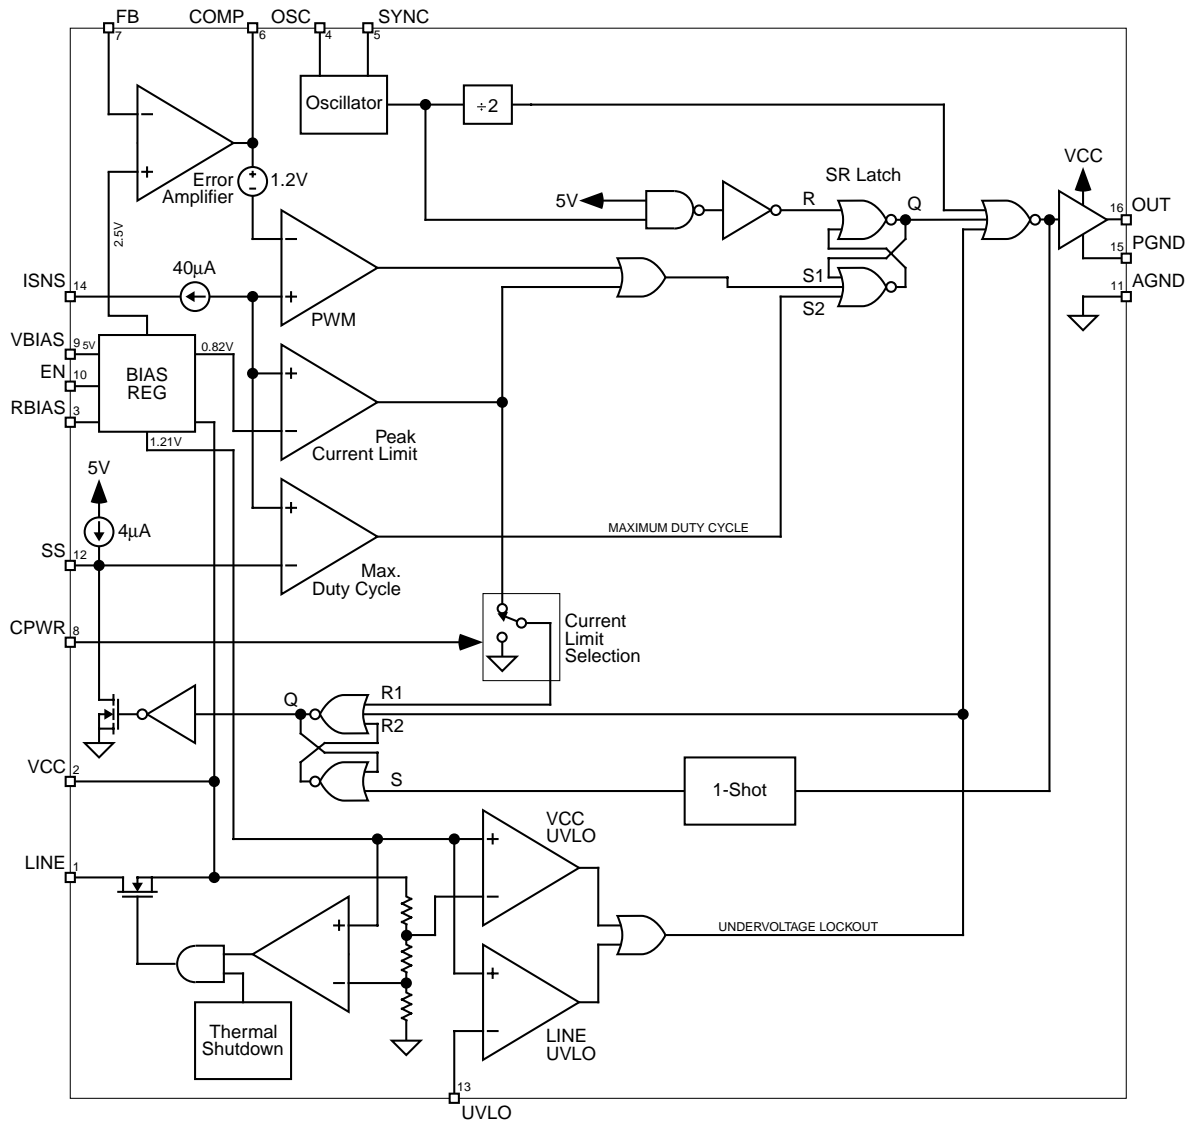 FB
COMP
OSC
SYNC
7
6
4
5
Oscillator
÷2
VCC
SR Latch
Error
Amplifier
1.2V
5V
R
Q
16
OUT
2.5V
15
PGND
ISNS
14
40μA
S1
11
AGND
S2
PWM
VBIAS
9
5V
0.82V
EN
10
BIAS
REG
RBIAS
3
1.21V
Peak
Current Limit
5V
4μA
MAXIMUM DUTY CYCLE
SS
12
Max.
Duty Cycle
CPWR
8
Current
Limit
Selection
Q
R1
R2
VCC
2
S
1-Shot
VCC
UVLO
LINE
1
UNDERVOLTAGE LOCKOUT
Thermal
Shutdown
LINE
UVLO
13
UVLO